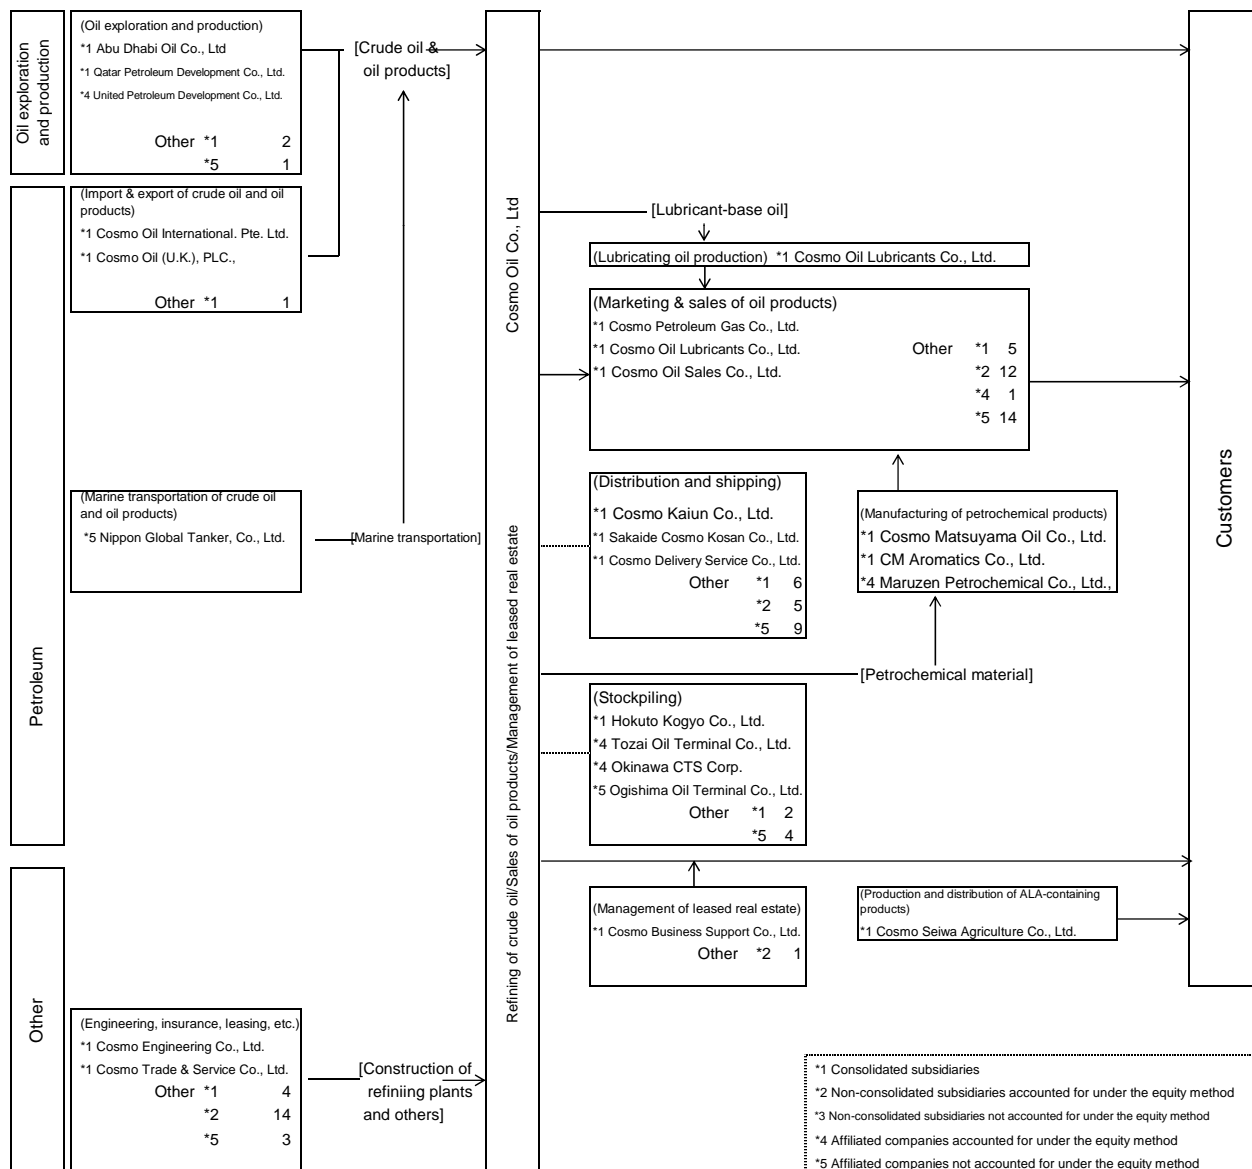 Oil exploration
and production
(Oil exploration and production)
*1 Abu Dhabi Oil Co., Ltd
*1 Qatar Petroleum Development Co., Ltd.
*4 United Petroleum Development Co., Ltd.
Other *1 2
*5 1
[Crude oil &
oil products]
Petroleum
(Import & export of crude oil and oil
products)
*1 Cosmo Oil International. Pte. Ltd.
*1 Cosmo Oil (U.K.), PLC.,
Other *1 1
(Marine transportation of crude oil
and oil products)
*5 Nippon Global Tanker, Co., Ltd.
[Marine transportation]
Other
(Engineering, insurance, leasing, etc.)
*1 Cosmo Engineering Co., Ltd.
*1 Cosmo Trade & Service Co., Ltd.
Other *1 4
*2 14
*5 3
[Construction of
refiniing plants
and others]
Cosmo Oil Co., Ltd
Refining of crude oil/Sales of oil products/Management of leased real estate
[Lubricant-base oil]
(Lubricating oil production) *1 Cosmo Oil Lubricants Co., Ltd.
(Marketing & sales of oil products)
*1 Cosmo Petroleum Gas Co., Ltd.
*1 Cosmo Oil Lubricants Co., Ltd.
*1 Cosmo Oil Sales Co., Ltd.
Other *1 5
*2 12
*4 1
*5 14
(Distribution and shipping)
*1 Cosmo Kaiun Co., Ltd.
*1 Sakaide Cosmo Kosan Co., Ltd.
*1 Cosmo Delivery Service Co., Ltd.
Other *1 6
*2 5
*5 9
(Manufacturing of petrochemical products)
*1 Cosmo Matsuyama Oil Co., Ltd.
*1 CM Aromatics Co., Ltd.
*4 Maruzen Petrochemical Co., Ltd.,
[Petrochemical material]
(Stockpiling)
*1 Hokuto Kogyo Co., Ltd.
*4 Tozai Oil Terminal Co., Ltd.
*4 Okinawa CTS Corp.
*5 Ogishima Oil Terminal Co., Ltd.
Other *1 2
*5 4
(Management of leased real estate)
*1 Cosmo Business Support Co., Ltd.
Other *2 1
(Production and distribution of ALA-containing
products)
*1 Cosmo Seiwa Agriculture Co., Ltd.
Customers
*1 Consolidated subsidiaries
*2 Non-consolidated subsidiaries accounted for under the equity method
*3 Non-consolidated subsidiaries not accounted for under the equity method
*4 Affiliated companies accounted for under the equity method
*5 Affiliated companies not accounted for under the equity method